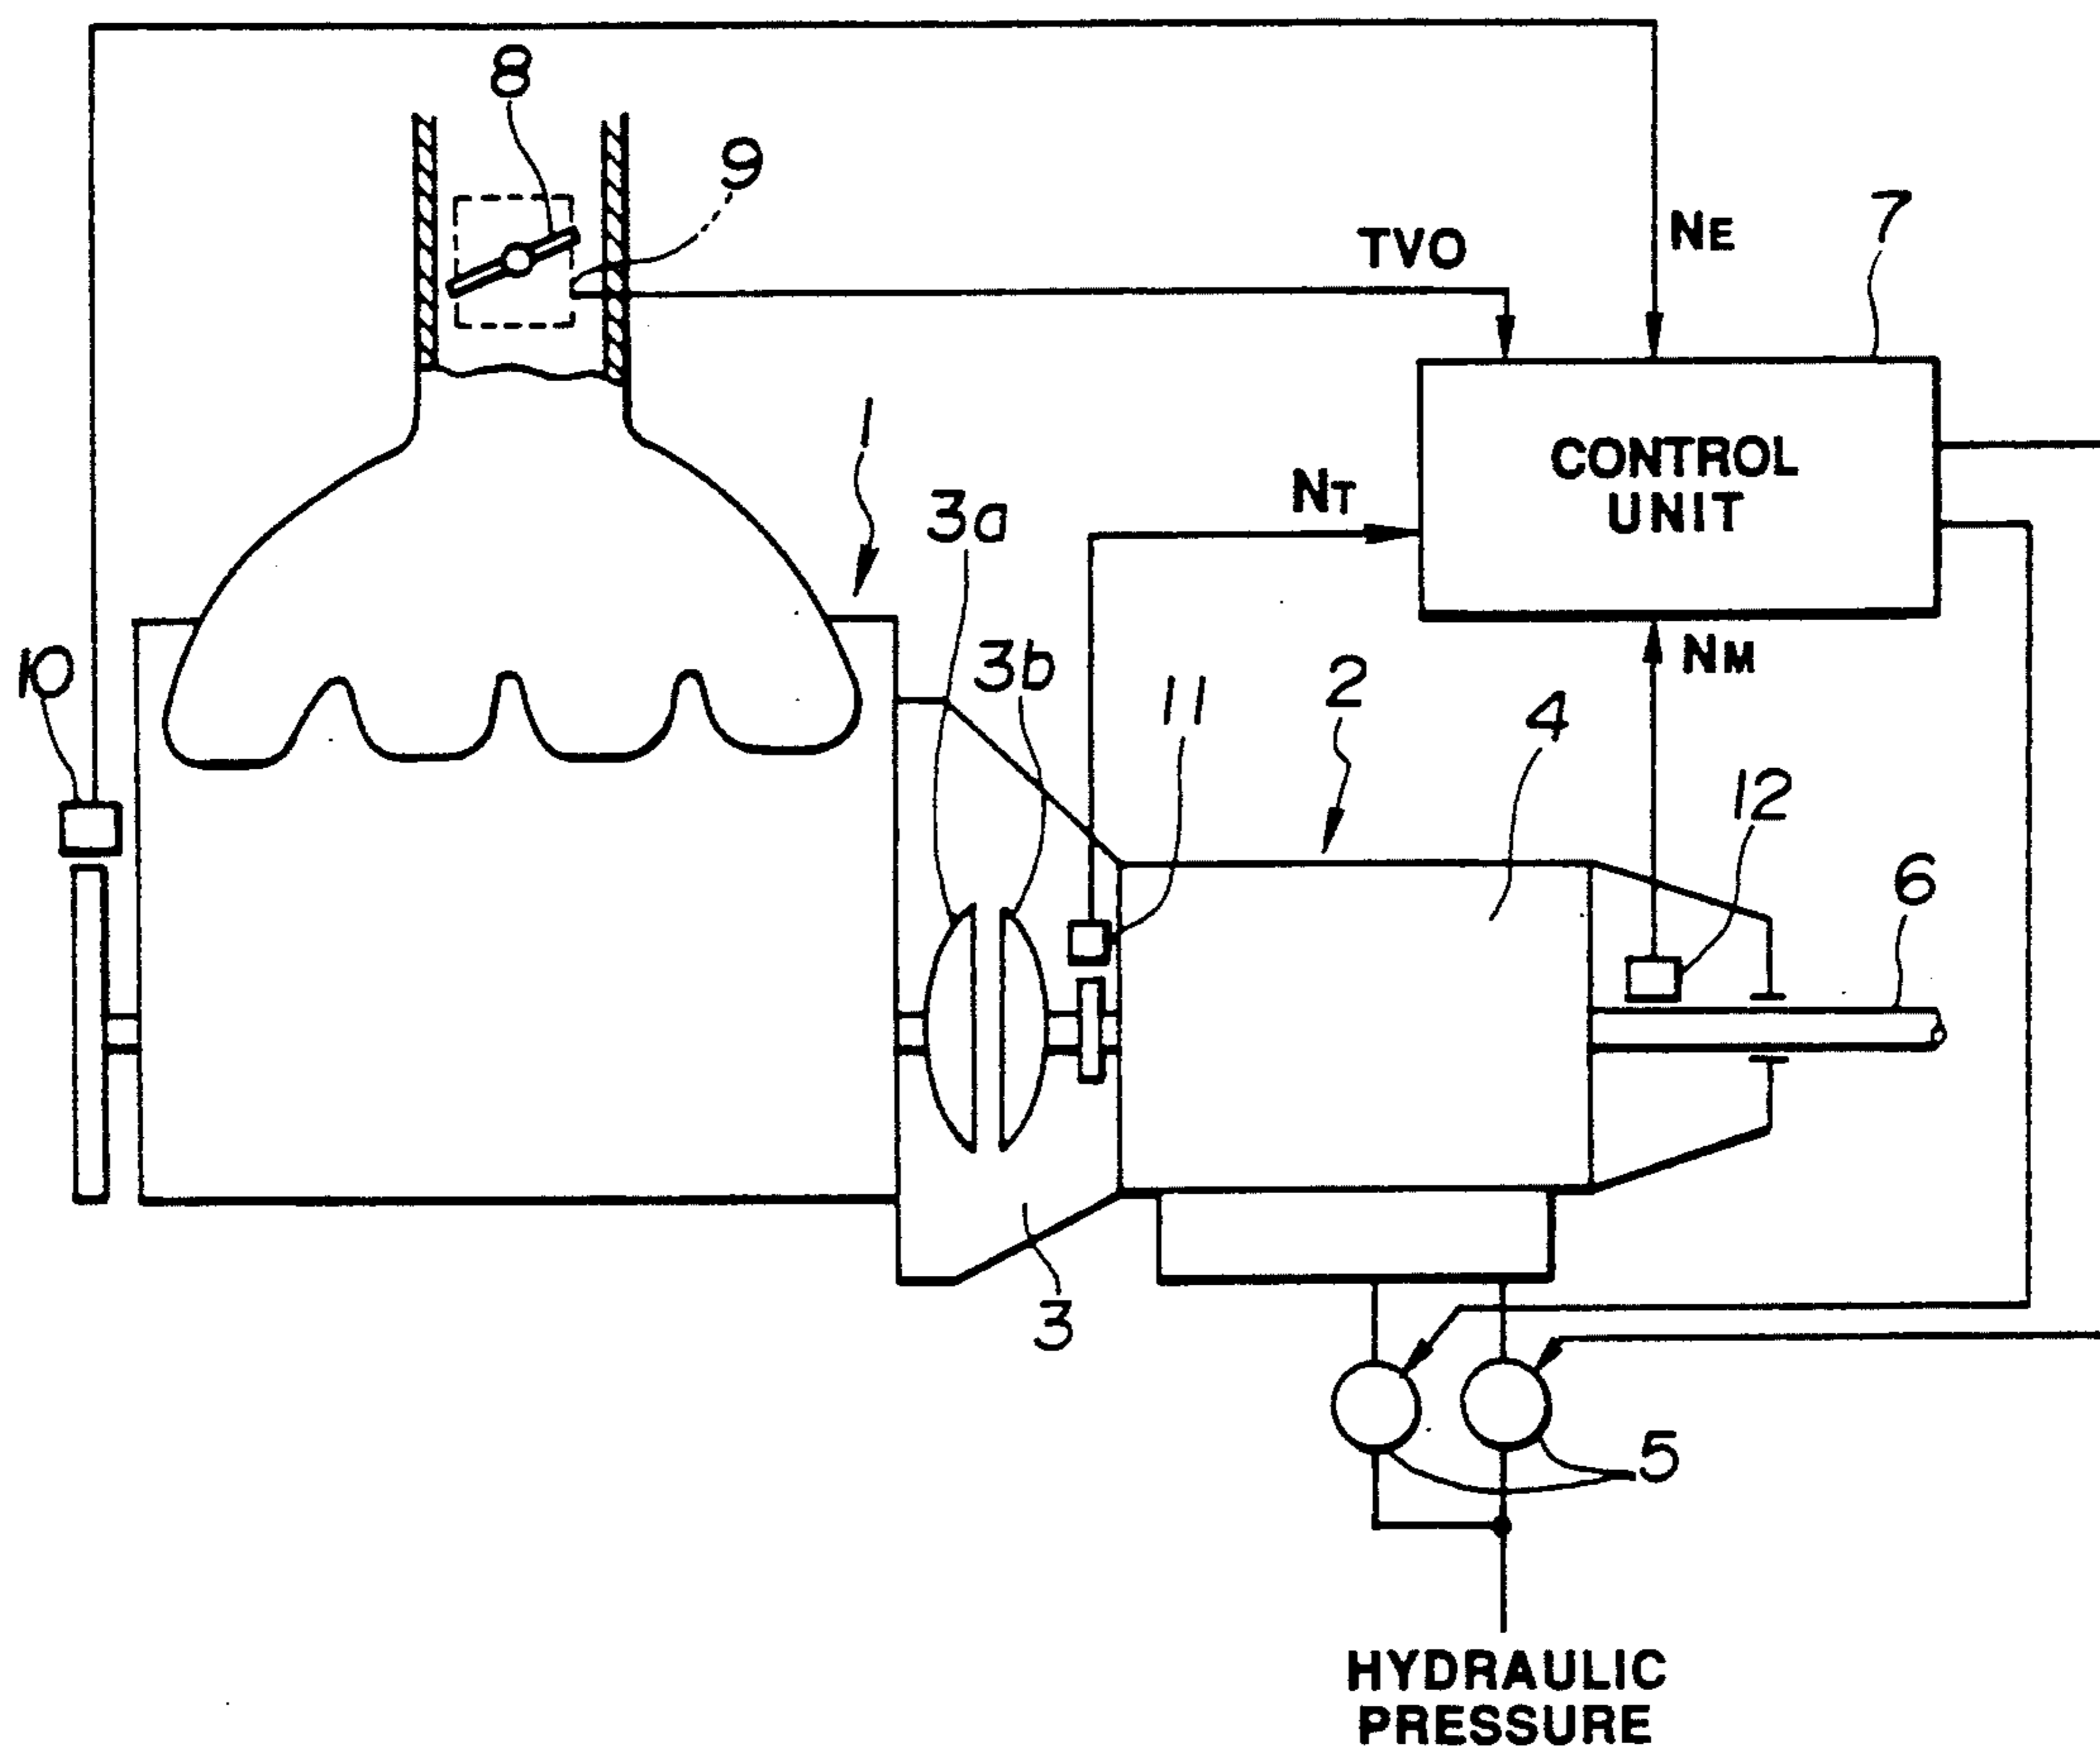 8
9
TVO
NE
7
1
CONTROL
UNIT
NT
3a
3b
10
11
2
4
NM
12
6
3
5
HYDRAULIC
PRESSURE